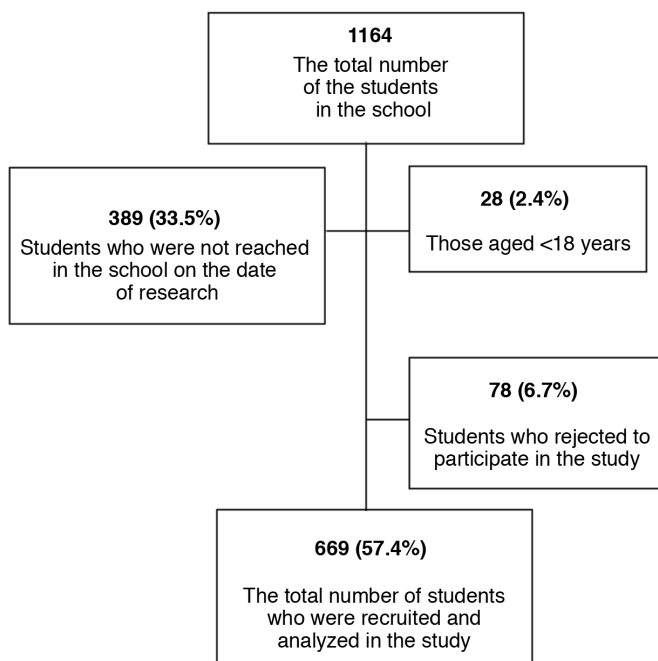 1164
The total number
of the students
in the school
389 (33.5%)
Students who were not reached
in the school on the date
of research
28 (2.4%)
Those aged <18 years
78 (6.7%)
Students who rejected to
participate in the study
669 (57.4%)
The total number of students
who were recruited and
analyzed in the study